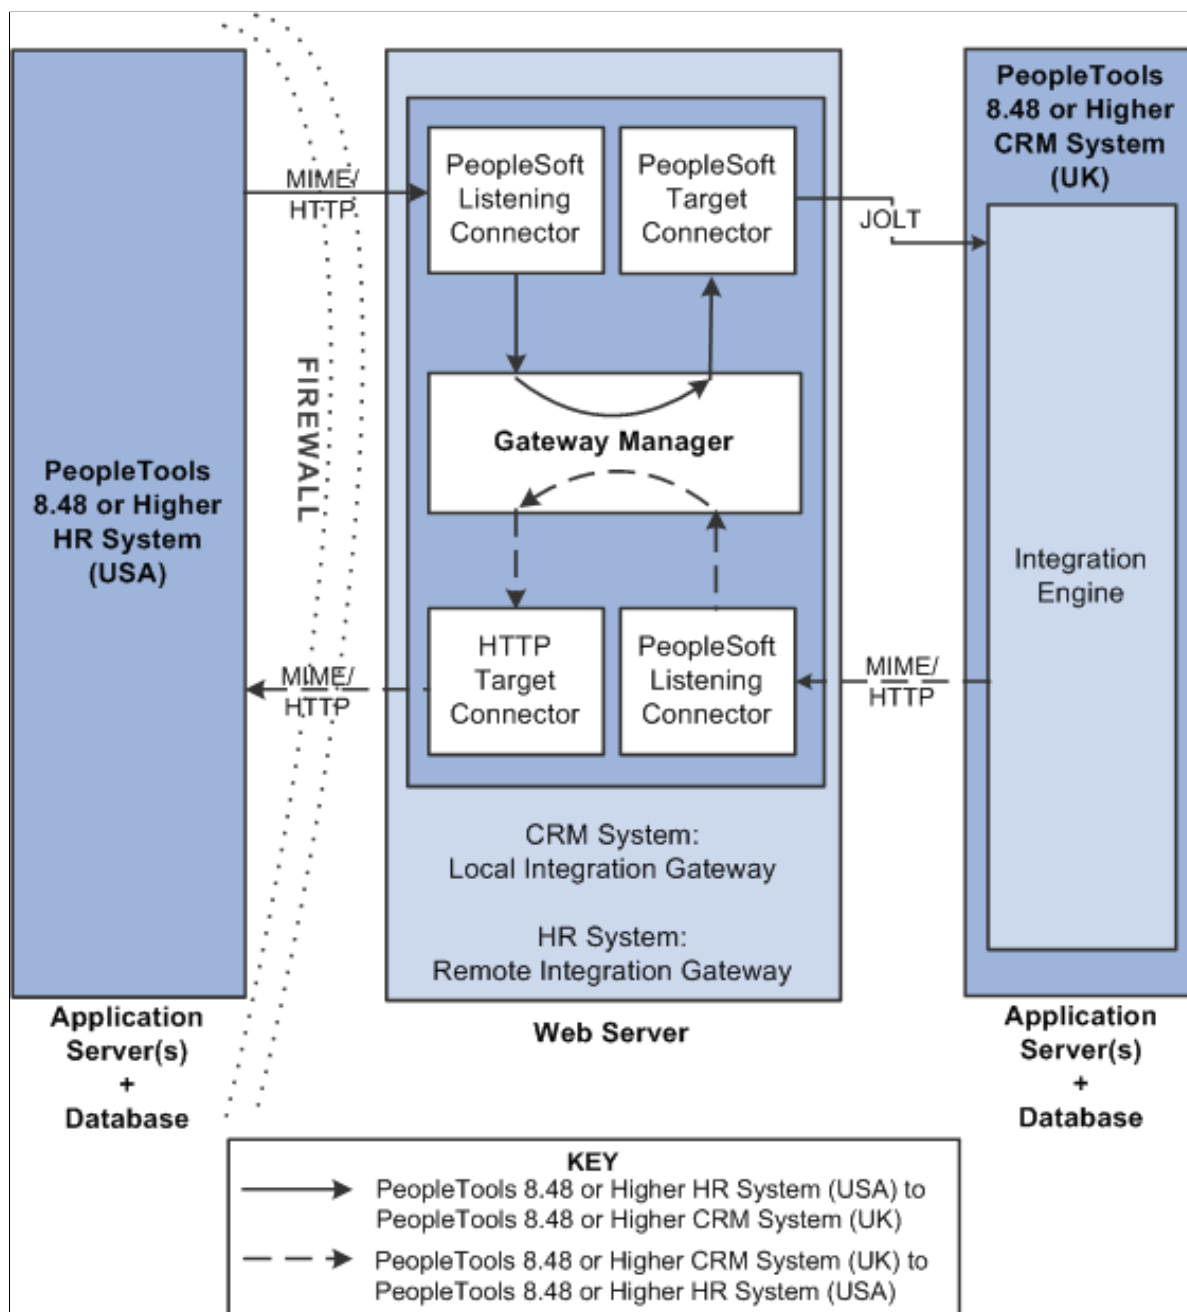 PeopleTools
8.48 or Higher
HR System
(USA)
Application
Server(s)
+
Database
FIREWALL
MIME/
HTTP
MIME/
HTTP
PeopleSoft
Listening
Connector
PeopleSoft
Target
Connector
Gateway Manager
HTTP
Target
Connector
PeopleSoft
Listening
Connector
CRM System:
Local Integration Gateway
HR System:
Remote Integration Gateway
Web Server
JOLT
MIME/
HTTP
PeopleTools
8.48 or Higher
CRM System
(UK)
Integration
Engine
Application
Server(s)
+
Database
KEY
PeopleTools 8.48 or Higher HR System (USA) to
PeopleTools 8.48 or Higher CRM System (UK)
PeopleTools 8.48 or Higher CRM System (UK) to
PeopleTools 8.48 or Higher HR System (USA)